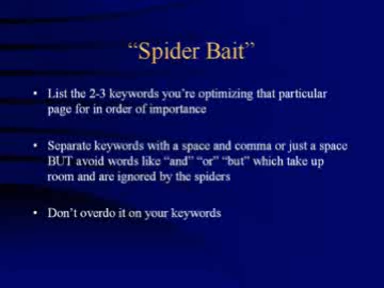 “Spider Bait”
• List the 2-3 keywords you’re optimizing that particular
page for in order of importance
• Separate keywords with a space and comma or just a space
BUT avoid words like “and” “or” “but” which take up
room and are ignored by the spiders
• Don’t overdo it on your keywords